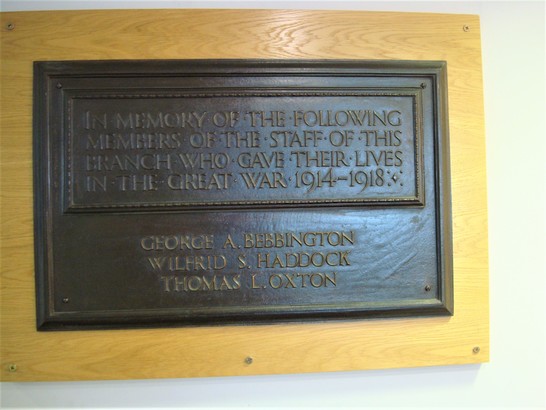 IN MEMORY OF·THE·FOLLOWING
MEMBERS OF THE STAFF OF THIS
BRANCH WHO·GAVE THEIR·LIVES
IN·THE·GREAT WAR·1914–1918
GEORGE A. BEBBINGTON
WILFRID S. HADDOCK
THOMAS L. OXTON